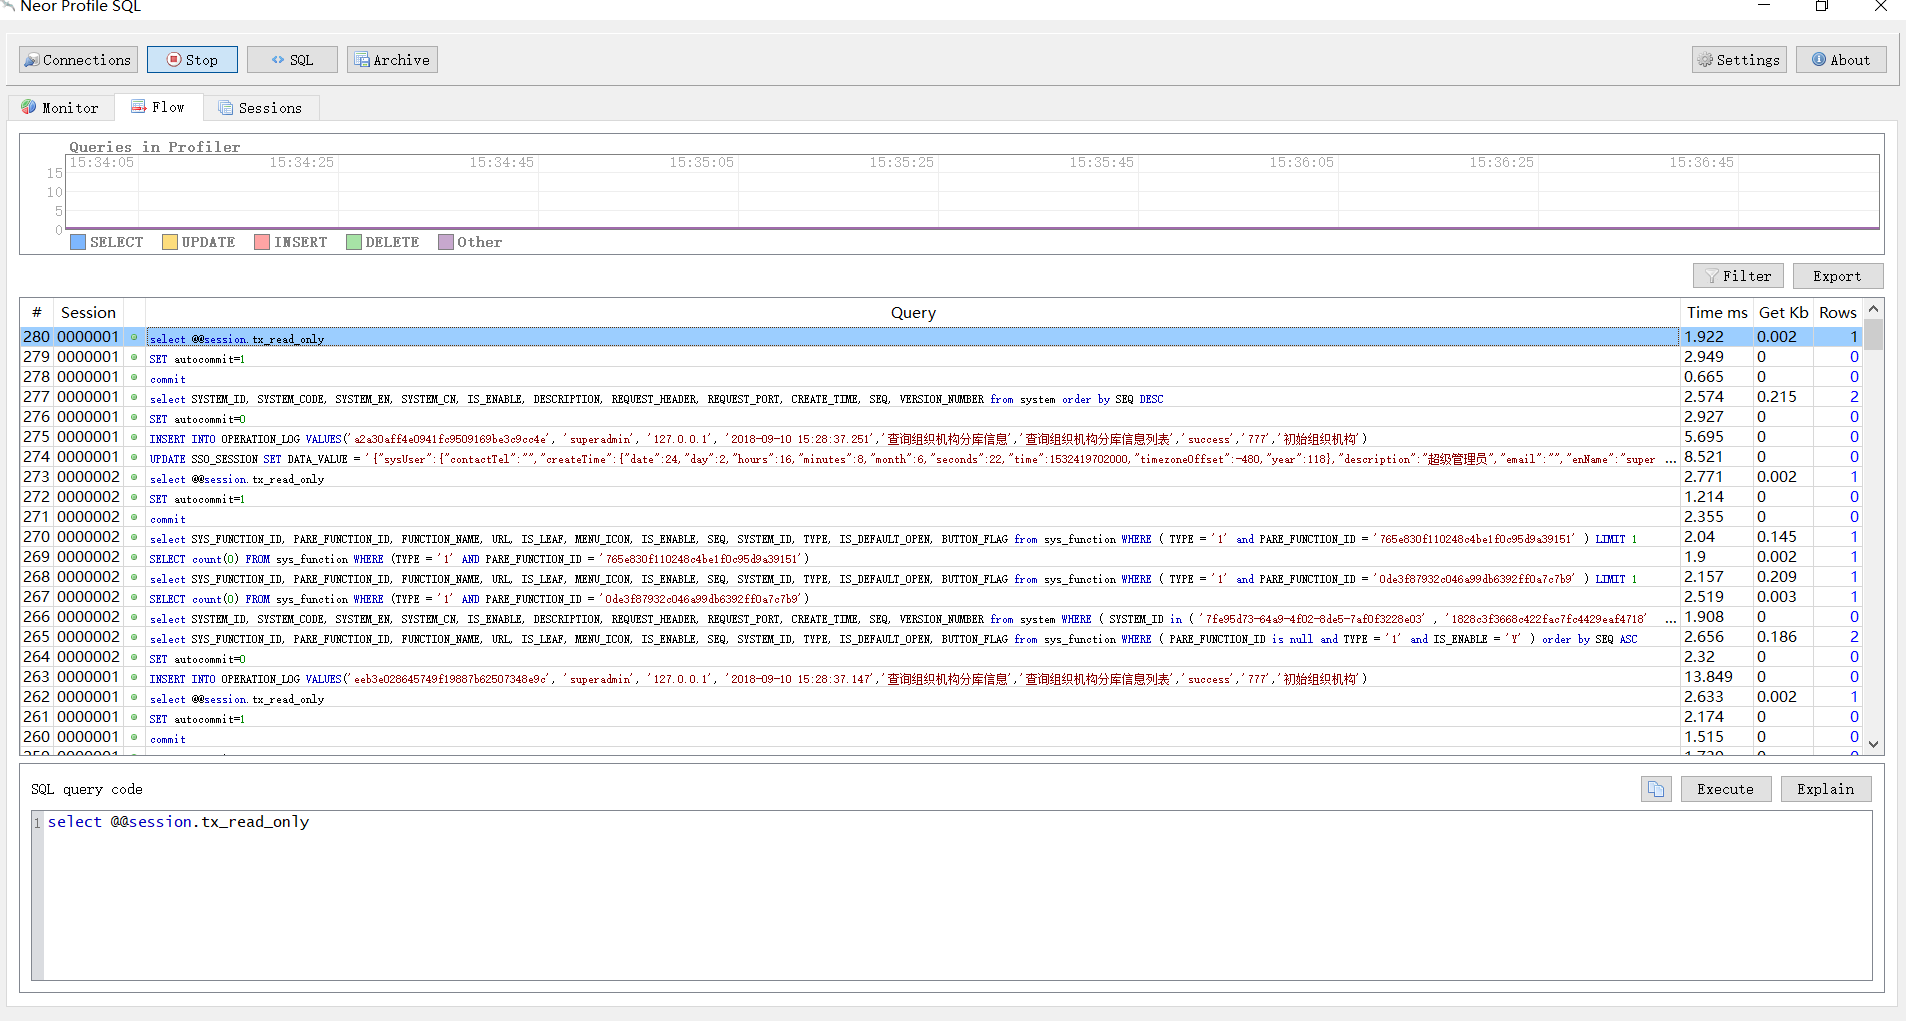 Neor Profile SQL
Connections Stop SQL Archive Settings About
Monitor Flow Sessions
Queries in Profiler
15:34:05 15:34:25 15:34:45 15:35:05 15:35:25 15:35:45 15:36:05 15:36:25 15:36:45
15
10
5
0
SELECT UPDATE INSERT DELETE Other
Filter Export
# Session Query Time ms Get Kb Rows
280 0000001 select @@session.tx_read_only 1.922 0.002 1
279 0000001 SET autocommit=1 2.949 0 0
278 0000001 commit 0.665 0 0
277 0000001 select SYSTEM_ID, SYSTEM_CODE, SYSTEM_EN, SYSTEM_CN, IS_ENABLE, DESCRIPTION, REQUEST_HEADER, REQUEST_PORT, CREATE_TIME, SEQ, VERSION_NUMBER from system order by SEQ DESC 2.574 0.215 2
276 0000001 SET autocommit=0 2.927 0 0
275 0000001 INSERT INTO OPERATION_LOG VALUES('a2a30aff4e0941fc9509169be3c9cc4e', 'superadmin', '127.0.0.1', '2018-09-10 15:28:37.251','查询组织机构分库信息','查询组织机构分库信息列表','success','777','初始组织机构') 5.695 0 0
274 0000001 UPDATE SSO_SESSION SET DATA_VALUE = '{"sysUser":{"contactTel":"","createTime":{"date":24,"day":2,"hours":16,"minutes":8,"month":6,"seconds":22,"time":1532419702000,"timezoneOffset":-480,"year":118},"description":"超级管理员","email":"","enName":"super ... 8.521 0 0
273 0000002 select @@session.tx_read_only 2.771 0.002 1
272 0000002 SET autocommit=1 1.214 0 0
271 0000002 commit 2.355 0 0
270 0000002 select SYS_FUNCTION_ID, PARE_FUNCTION_ID, FUNCTION_NAME, URL, IS_LEAF, MENU_ICON, IS_ENABLE, SEQ, SYSTEM_ID, TYPE, IS_DEFAULT_OPEN, BUTTON_FLAG from sys_function WHERE ( TYPE = '1' and PARE_FUNCTION_ID = '765e830f110248c4be1f0c95d9a39151' ) LIMIT 1 2.04 0.145 1
269 0000002 SELECT count(0) FROM sys_function WHERE (TYPE = '1' AND PARE_FUNCTION_ID = '765e830f110248c4be1f0c95d9a39151') 1.9 0.002 1
268 0000002 select SYS_FUNCTION_ID, PARE_FUNCTION_ID, FUNCTION_NAME, URL, IS_LEAF, MENU_ICON, IS_ENABLE, SEQ, SYSTEM_ID, TYPE, IS_DEFAULT_OPEN, BUTTON_FLAG from sys_function WHERE ( TYPE = '1' and PARE_FUNCTION_ID = '0de3f87932c046a99db6392ff0a7c7b9' ) LIMIT 1 2.157 0.209 1
267 0000002 SELECT count(0) FROM sys_function WHERE (TYPE = '1' AND PARE_FUNCTION_ID = '0de3f87932c046a99db6392ff0a7c7b9') 2.519 0.003 1
266 0000002 select SYSTEM_ID, SYSTEM_CODE, SYSTEM_EN, SYSTEM_CN, IS_ENABLE, DESCRIPTION, REQUEST_HEADER, REQUEST_PORT, CREATE_TIME, SEQ, VERSION_NUMBER from system WHERE ( SYSTEM_ID in ( '7fe95d73-64a9-4f02-8de5-7af0f3228e03' , '1828c3f3668c422fac7fc4429eaf4718' ... 1.908 0 0
265 0000002 select SYS_FUNCTION_ID, PARE_FUNCTION_ID, FUNCTION_NAME, URL, IS_LEAF, MENU_ICON, IS_ENABLE, SEQ, SYSTEM_ID, TYPE, IS_DEFAULT_OPEN, BUTTON_FLAG from sys_function WHERE ( PARE_FUNCTION_ID is null and TYPE = '1' and IS_ENABLE = 'Y' ) order by SEQ ASC 2.656 0.186 2
264 0000002 SET autocommit=0 2.32 0 0
263 0000001 INSERT INTO OPERATION_LOG VALUES('eeb3e028645749f19887b62507348e9c', 'superadmin', '127.0.0.1', '2018-09-10 15:28:37.147','查询组织机构分库信息','查询组织机构分库信息列表','success','777','初始组织机构') 13.849 0 0
262 0000001 select @@session.tx_read_only 2.633 0.002 1
261 0000001 SET autocommit=1 2.174 0 0
260 0000001 commit 1.515 0 0
SQL query code Execute Explain
1 select @@session.tx_read_only